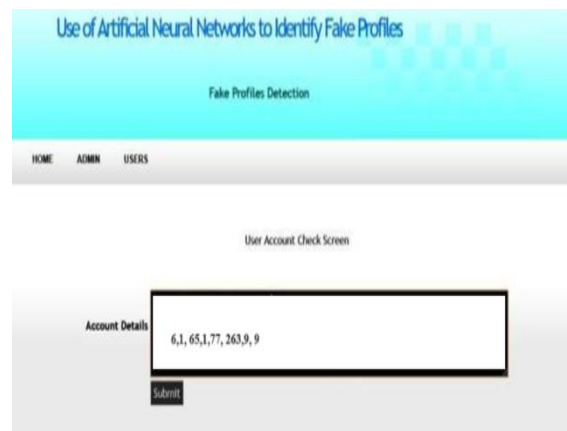 Use of Artificial Neural Networks to Identify Fake Profiles
Fake Profiles Detection
HOME ADMIN USERS
User Account Check Screen
Account Details
6,1, 65,1,77, 263,9, 9
Submit